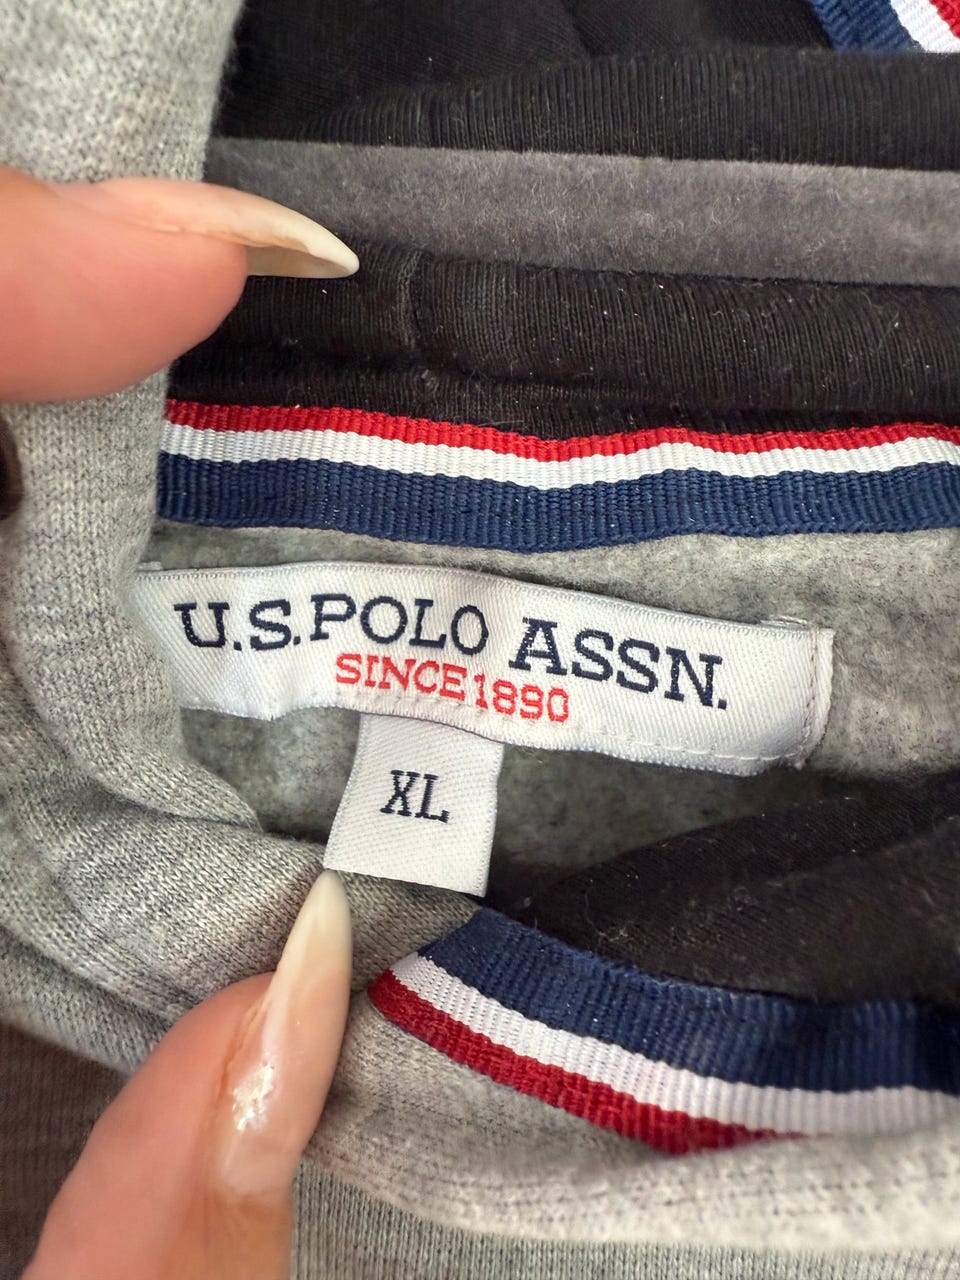 U.S. POLO ASSN.
SINCE 1890
XL